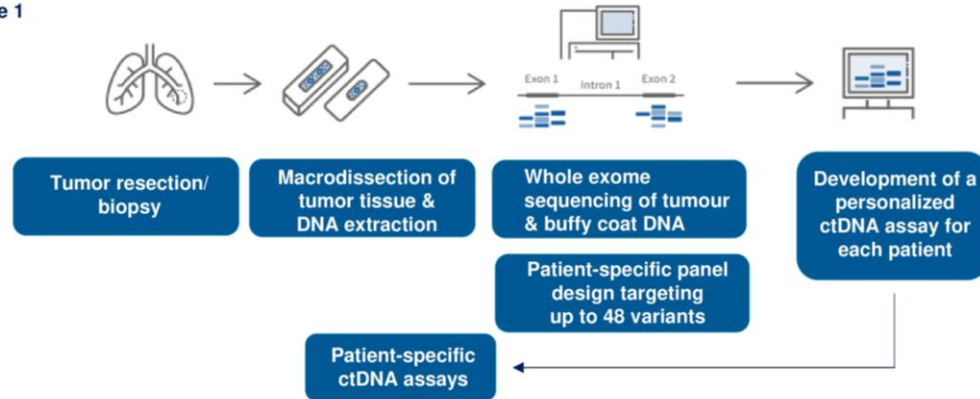 e 1
Exon 1
Intron 1
Exon 2
Tumor resection/
biopsy
Macrodissection of
tumor tissue &
DNA extraction
Whole exome
sequencing of tumour
& buffy coat DNA
Development of a
personalized
ctDNA assay for
each patient
Patient-specific panel
design targeting
up to 48 variants
Patient-specific
ctDNA assays